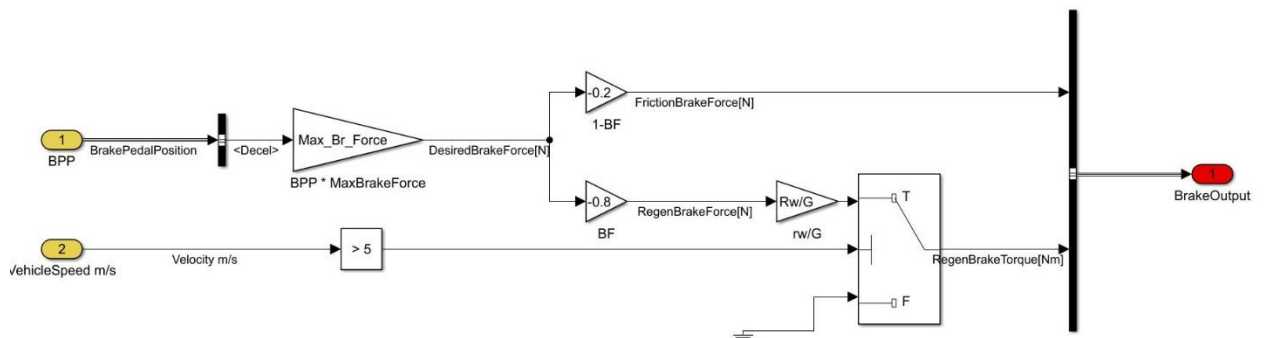 -0.2
FrictionBrakeForce[N]
1-BF
1
BPP
BrakePedalPosition
<Decel>
Max_Br_Force
BPP * MaxBrakeForce
DesiredBrakeForce[N]
-0.8
BF
RegenBrakeForce[N]
Rw/G
rw/G
T
F
1
BrakeOutput
2
VehicleSpeed m/s
Velocity m/s
> 5
RegenBrakeTorque[Nm]